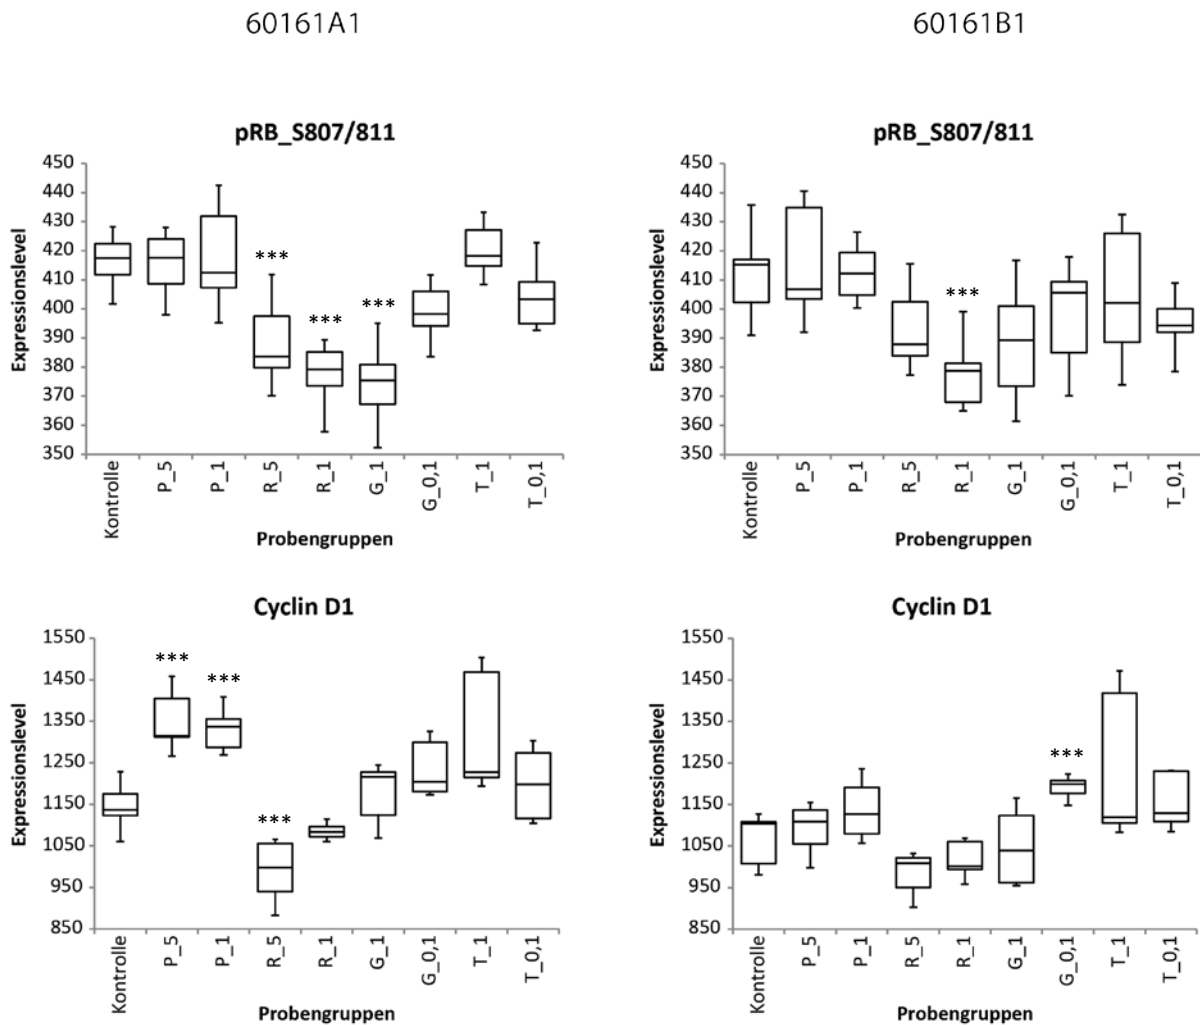 60161A1
60161B1
pRB_S807/811
Expressionslevel
450
440
430
420
410
400
390
380
370
360
350
***
***
***
Kontrolle
P_5
P_1
R_5
R_1
G_1
G_0,1
T_1
T_0,1
Probengruppen
pRB_S807/811
Expressionslevel
450
440
430
420
410
400
390
380
370
360
350
***
Kontrolle
P_5
P_1
R_5
R_1
G_1
G_0,1
T_1
T_0,1
Probengruppen
Cyclin D1
Expressionslevel
1550
1450
1350
1250
1150
1050
950
850
***
***
***
Kontrolle
P_5
P_1
R_5
R_1
G_1
G_0,1
T_1
T_0,1
Probengruppen
Cyclin D1
Expressionslevel
1550
1450
1350
1250
1150
1050
950
850
***
Kontrolle
P_5
P_1
R_5
R_1
G_1
G_0,1
T_1
T_0,1
Probengruppen